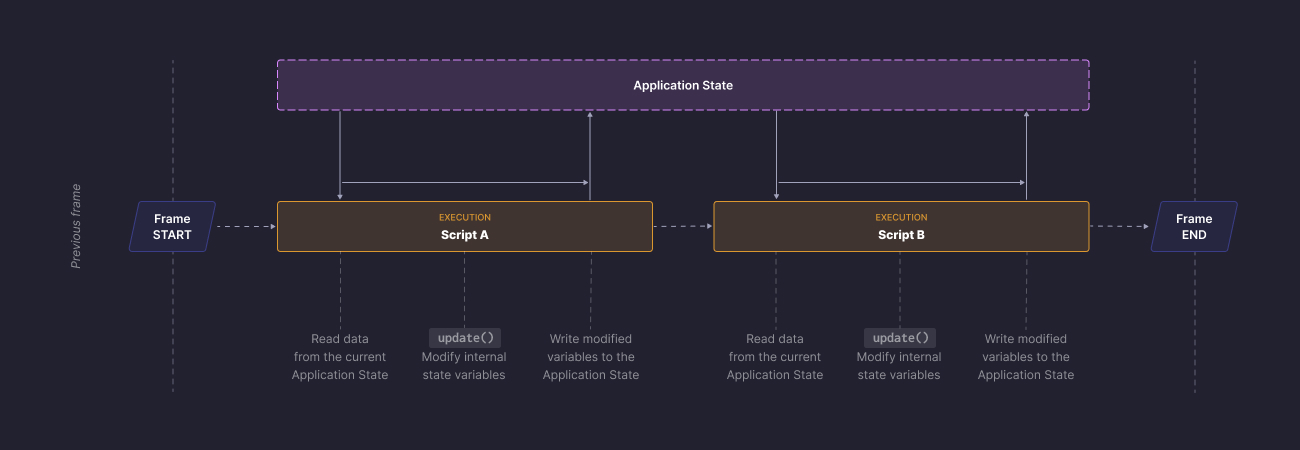 Application State
Previous frame
Frame
START
EXECUTION
Script A
EXECUTION
Script B
Frame
END
Read data
from the current
Application State
update()
Modify internal
state variables
Write modified
variables to the
Application State
Read data
from the current
Application State
update()
Modify internal
state variables
Write modified
variables to the
Application State